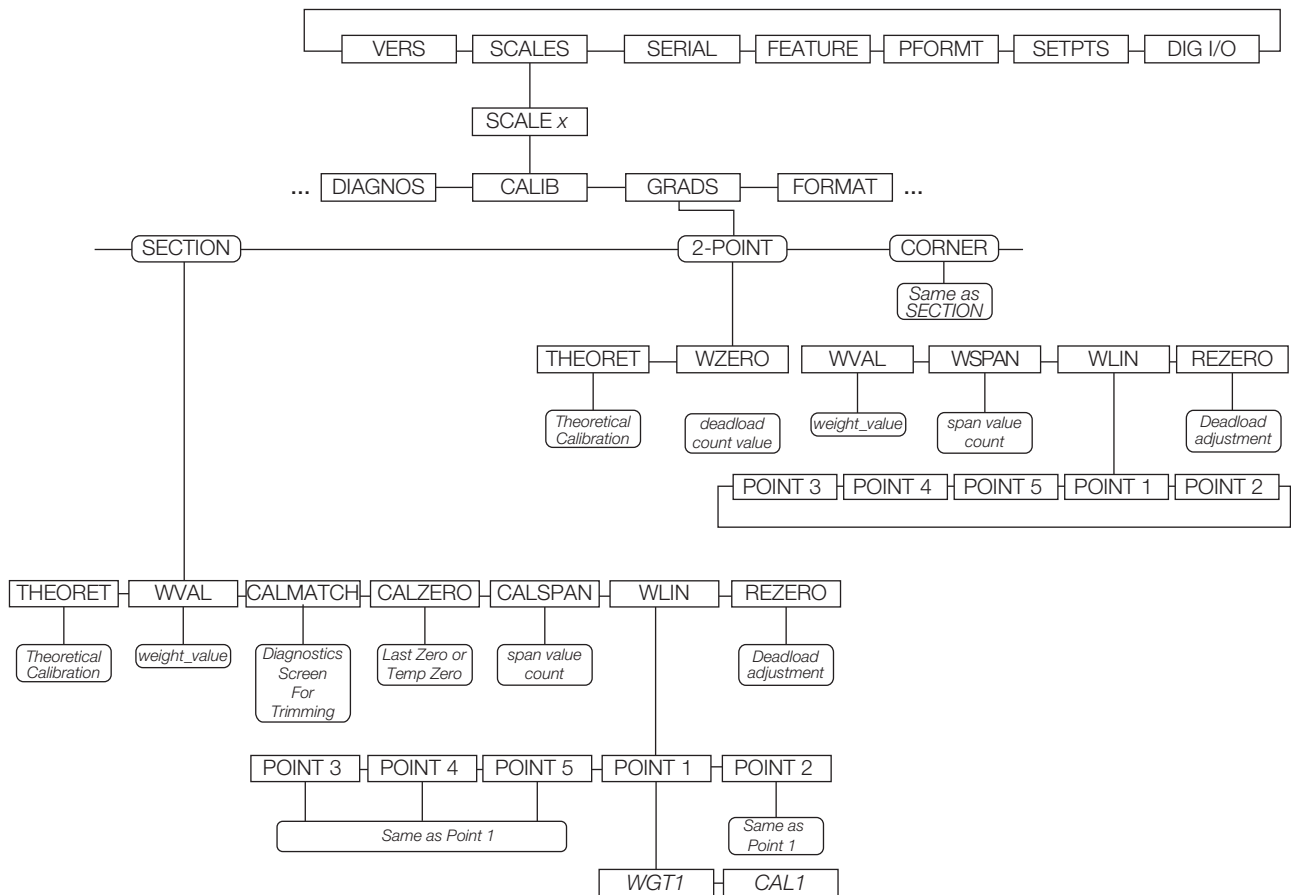 VERS SCALES SERIAL FEATURE PFORMT SETPTS DIG I/O
SCALE x
... DIAGNOS CALIB GRADS FORMAT ...
SECTION 2-POINT CORNER
Same as
SECTION
THEORET WZERO WVAL WSPAN WLIN REZERO
Theoretical
Calibration
deadload
count value
weight_value
span value
count
Deadload
adjustment
POINT 3 POINT 4 POINT 5 POINT 1 POINT 2
THEORET WVAL CALMATCH CALZERO CALSPAN WLIN REZERO
Theoretical
Calibration
weight_value
Diagnostics
Screen
For
Trimming
Last Zero or
Temp Zero
span value
count
Deadload
adjustment
POINT 3 POINT 4 POINT 5 POINT 1 POINT 2
Same as Point 1
Same as
Point 1
WGT1 CAL1